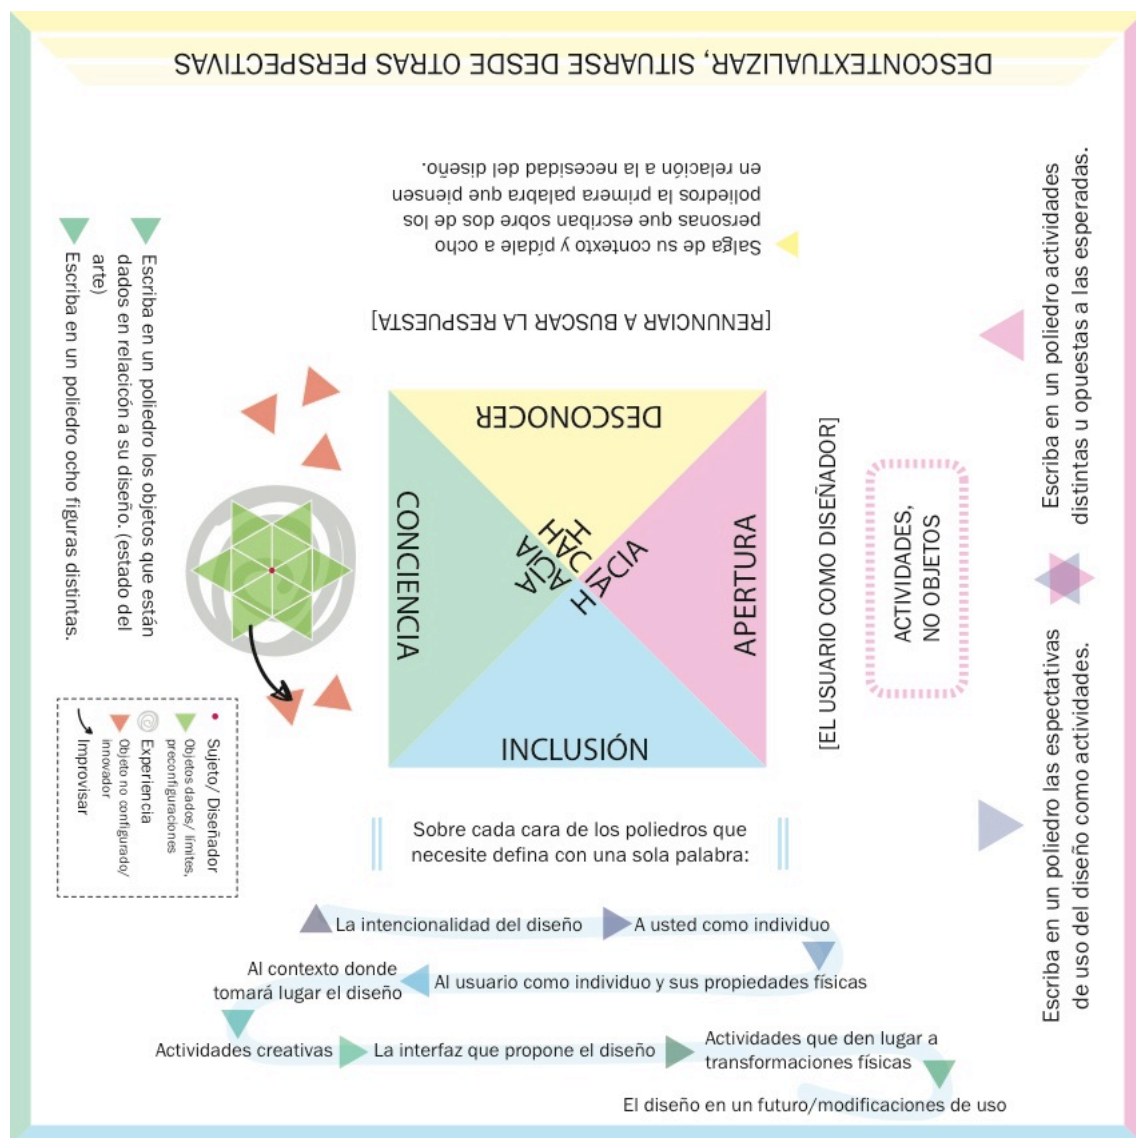 DESCONTEXTUALIZAR, SITUARSE DESDE OTRAS PERSPECTIVAS
Salga de su contexto y pídale a ocho
personas que escriban sobre dos de los
poliedros la primera palabra que piensen
en relación a la necesidad del diseño.
[RENUNCIAR A BUSCAR LA RESPUESTA]
DESCONOCER
HACIA
Escriba en un poliedro los objetos que están
dados en relicón a su diseño. (estado del
arte)
Escriba en un poliedro ocho figuras distintas.
CONCIENCIA
HACIA
Sujeto/ Diseñador
Objetos dados/ límites,
preconfiguraciones
Experiencia
Objeto no configurado/
innovador
Improvisar
APERTURA
HACIA
[EL USUARIO COMO DISEÑADOR]
ACTIVIDADES,
NO OBJETOS
Escriba en un poliedro actividades
distintas u opuestas a las esperadas.
Escriba en un poliedro las espectativas
de uso del diseño como actividades.
INCLUSIÓN
Sobre cada cara de los poliedros que
necesite defina con una sola palabra:
La intencionalidad del diseño
A usted como individuo
Al usuario como individuo y sus propiedades físicas
Al contexto donde
tomará lugar el diseño
Actividades creativas
La interfaz que propone el diseño
Actividades que den lugar a
transformaciones físicas
El diseño en un futuro/modificaciones de uso